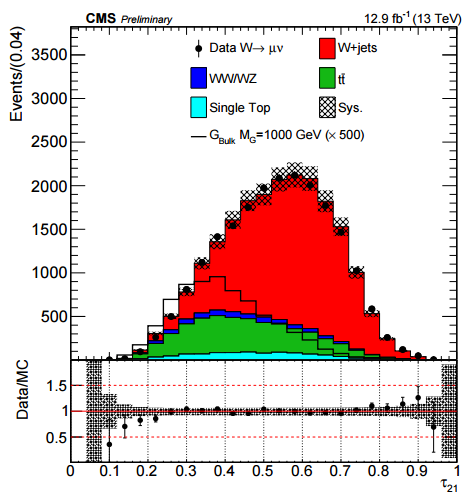 CMS Preliminary 12.9 fb⁻¹ (13 TeV)
Events/(0.04)
Data W→ μν W+jets
WW/WZ tt̄
Single Top Sys.
G_Bulk M_G=1000 GeV (× 500)
3500
3000
2500
2000
1500
1000
500
Data/MC
1.5
1
0.5
0 0.1 0.2 0.3 0.4 0.5 0.6 0.7 0.8 0.9 1
τ₂₁